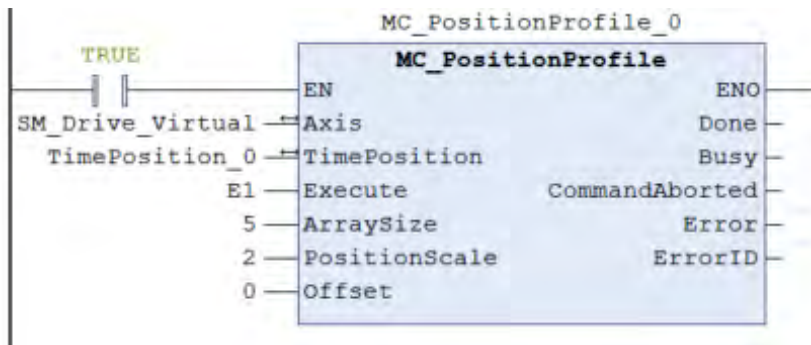 MC_PositionProfile_0
TRUE
MC_PositionProfile
EN ENO
SM_Drive_Virtual Axis Done
TimePosition_0 TimePosition Busy
E1 Execute CommandAborted
5 ArraySize Error
2 PositionScale ErrorID
0 Offset